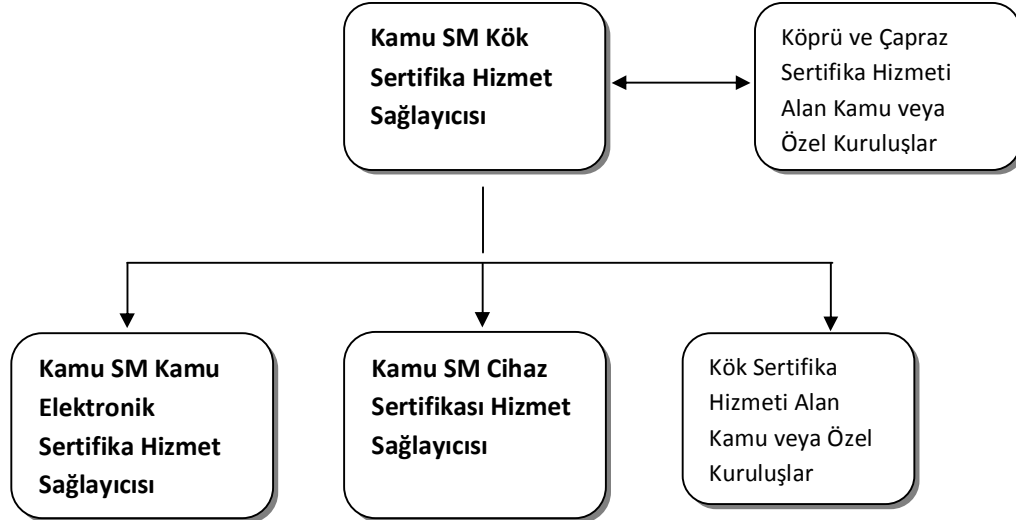 Kamu SM Kök
Sertifika Hizmet
Sağlayıcısı
Köprü ve Çapraz
Sertifika Hizmeti
Alan Kamu veya
Özel Kuruluşlar
Kamu SM Kamu
Elektronik
Sertifika Hizmet
Sağlayıcısı
Kamu SM Cihaz
Sertifikası Hizmet
Sağlayıcısı
Kök Sertifika
Hizmeti Alan
Kamu veya Özel
Kuruluşlar